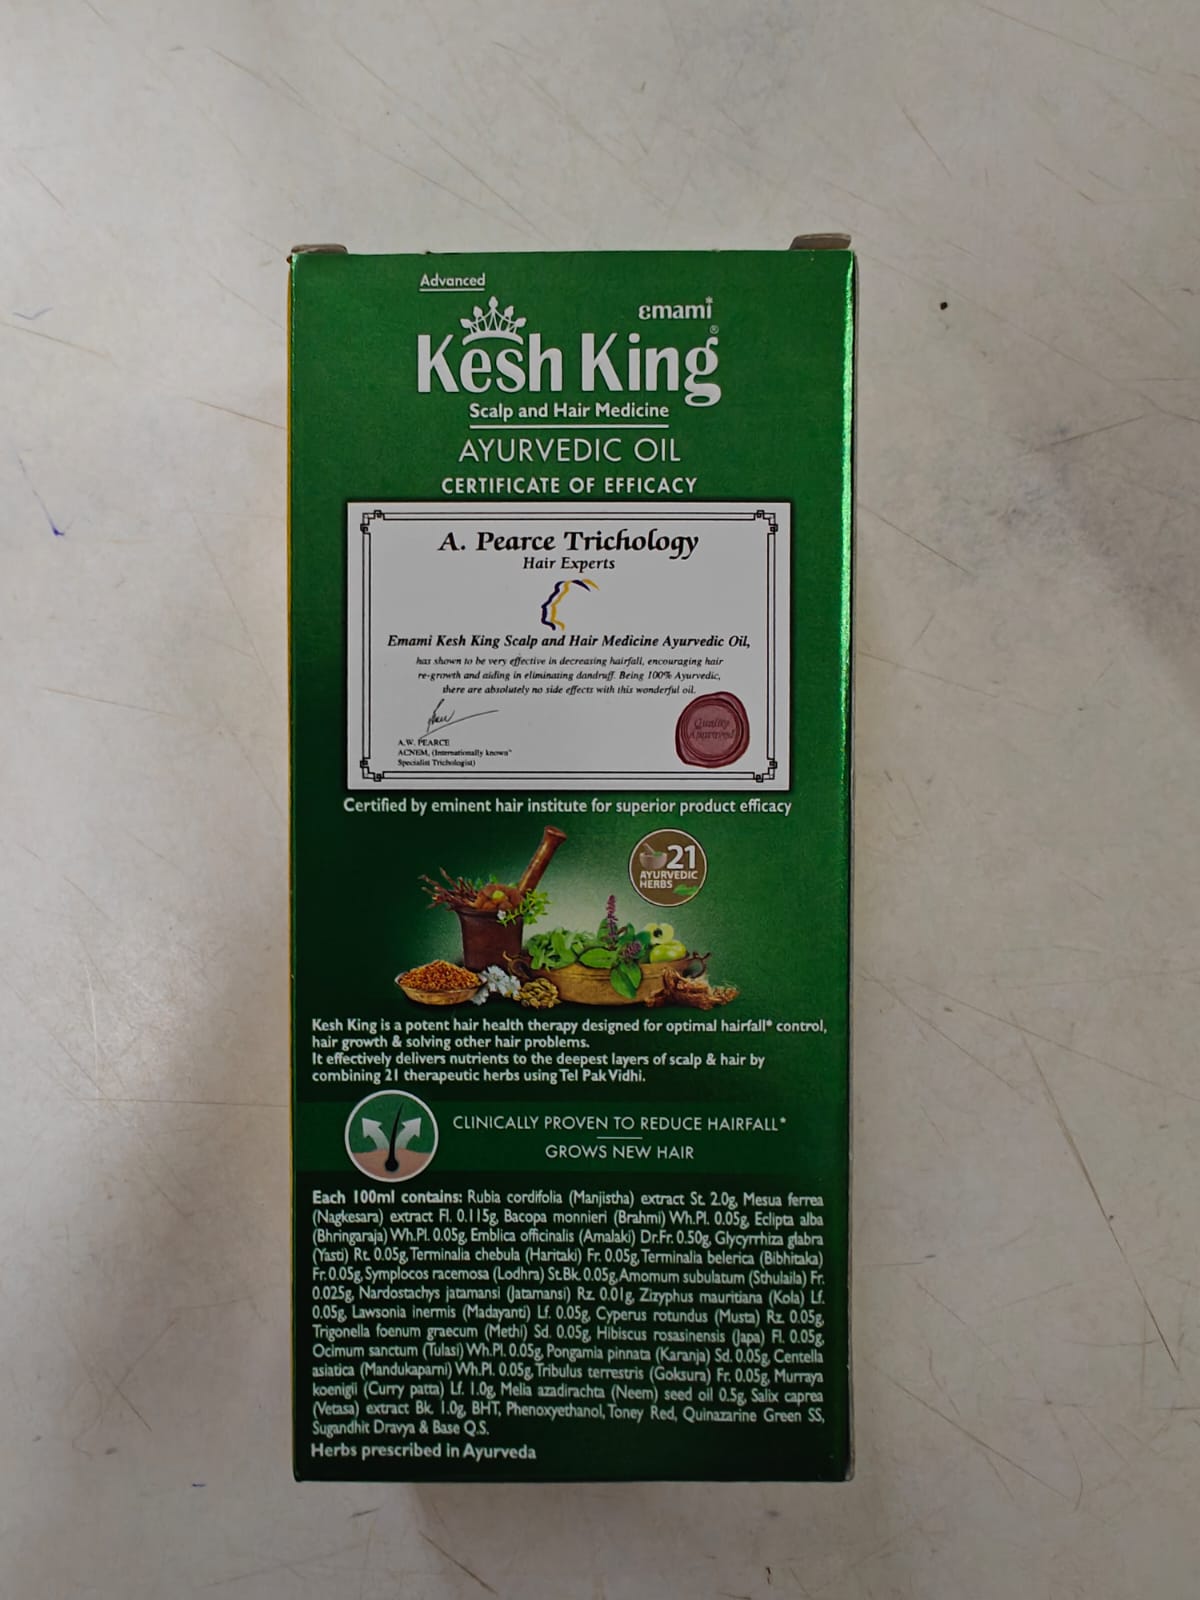 Advanced
emami*
Kesh King®
Scalp and Hair Medicine
AYURVEDIC OIL
CERTIFICATE OF EFFICACY
A. Pearce Trichology
Hair Experts
Emami Kesh King Scalp and Hair Medicine Ayurvedic Oil,
has shown to be very effective in decreasing hairfall, encouraging hair
re-growth and aiding in eliminating dandruff. Being 100% Ayurvedic,
there are absolutely no side effects with this wonderful oil.
A.W. PEARCE
ACNEM, (Internationally known"
Specialist Trichologist)
Quality
Approved
Certified by eminent hair institute for superior product efficacy
21
AYURVEDIC
HERBS
Kesh King is a potent hair health therapy designed for optimal hairfall* control,
hair growth & solving other hair problems.
It effectively delivers nutrients to the deepest layers of scalp & hair by
combining 21 therapeutic herbs using Tel Pak Vidhi.
CLINICALLY PROVEN TO REDUCE HAIRFALL*
GROWS NEW HAIR
Each 100ml contains: Rubia cordifolia (Manjistha) extract St. 2.0g, Mesua ferrea
(Nagkesara) extract Fl. 0.115g, Bacopa monnieri (Brahmi) Wh.Pl. 0.05g, Eclipta alba
(Bhringaraja) Wh.Pl. 0.05g, Emblica officinalis (Amalaki) Dr.Fr. 0.50g, Glycyrrhiza glabra
(Yasti) Rt. 0.05g, Terminalia chebula (Haritaki) Fr. 0.05g, Terminalia belerica (Bibhitaka)
Fr. 0.05g, Symplocos racemosa (Lodhra) St.Bk. 0.05g, Amomum subulatum (Sthulaila) Fr.
0.025g, Nardostachys jatamansi (Jatamansi) Rz. 0.01g, Zizyphus mauritiana (Kola) Lf.
0.05g, Lawsonia inermis (Madayanti) Lf. 0.05g, Cyperus rotundus (Musta) Rz. 0.05g,
Trigonella foenum graecum (Methi) Sd. 0.05g, Hibiscus rosasinensis (Japa) Fl. 0.05g,
Ocimum sanctum (Tulasi) Wh.Pl. 0.05g, Pongamia pinnata (Karanja) Sd. 0.05g, Centella
asiatica (Mandukaparni) Wh.Pl. 0.05g, Tribulus terrestris (Goksura) Fr. 0.05g, Murraya
koenigii (Curry patta) Lf. 1.0g, Melia azadirachta (Neem) seed oil 0.5g, Salix caprea
(Vetasa) extract Bk. 1.0g, BHT, Phenoxyethanol, Toney Red, Quinazarine Green SS,
Sugandhit Dravya & Base Q.S.
Herbs prescribed in Ayurveda